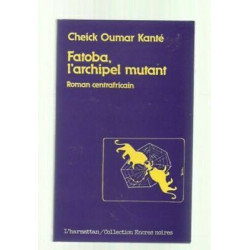 Cheick Oumar Kanté
Fatoba,
l'archipel mutant
Roman centrafricain
L'harmattan/Collection Encres noires